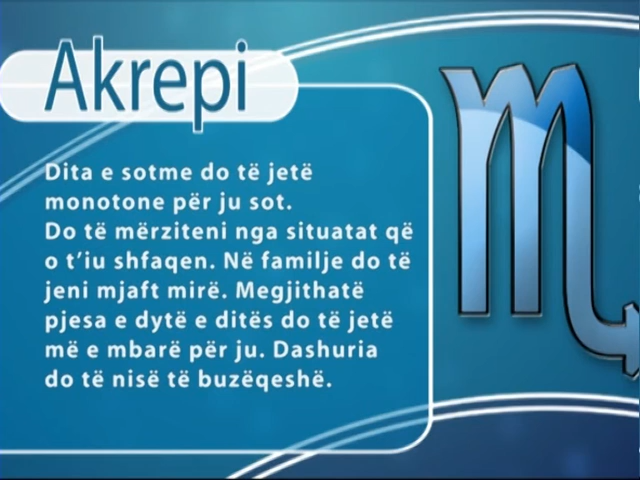 Akrepi
Dita e sotme do të jetë
monotone për ju sot.
Do të mërziteni nga situatat që
o t'iu shfaqen. Në familje do të
jeni mjaft mirë. Megjithatë
pjesa e dytë e ditës do të jetë
më e mbarë për ju. Dashuria
do të nisë të buzëqeshë.